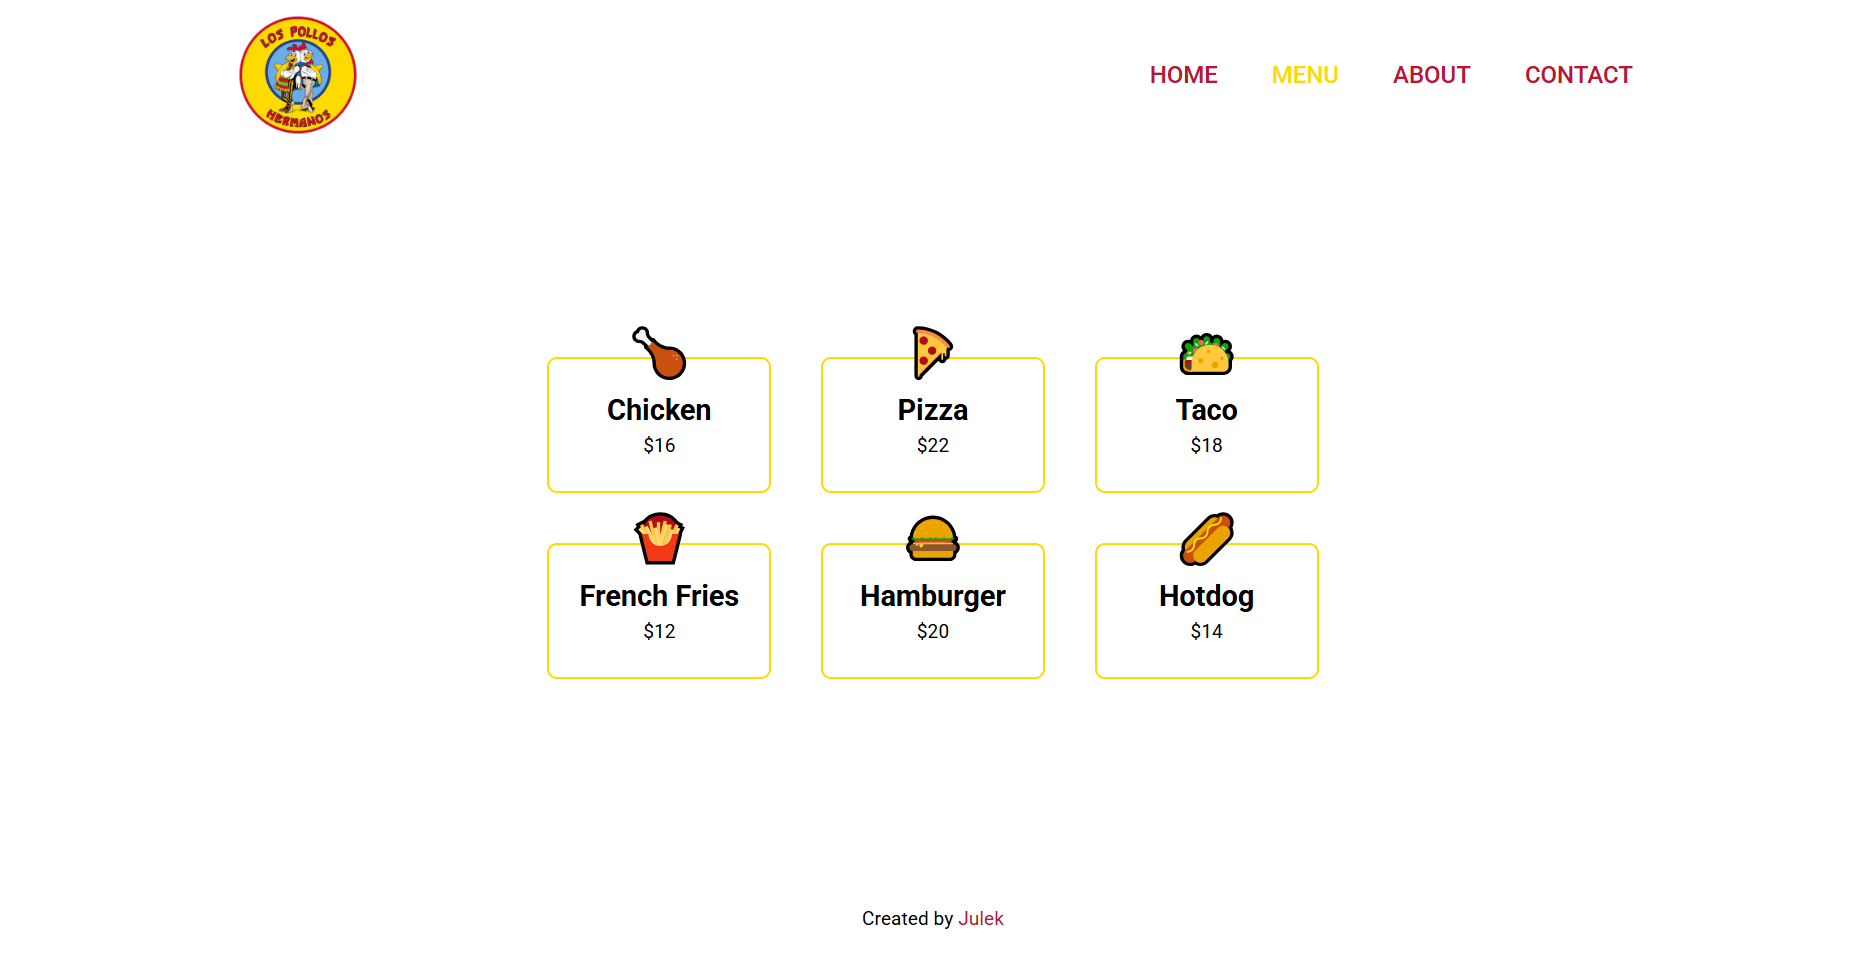 LOS POLLOS
HERMANOS
HOME MENU ABOUT CONTACT
Chicken
$16
Pizza
$22
Taco
$18
French Fries
$12
Hamburger
$20
Hotdog
$14
Created by Julek